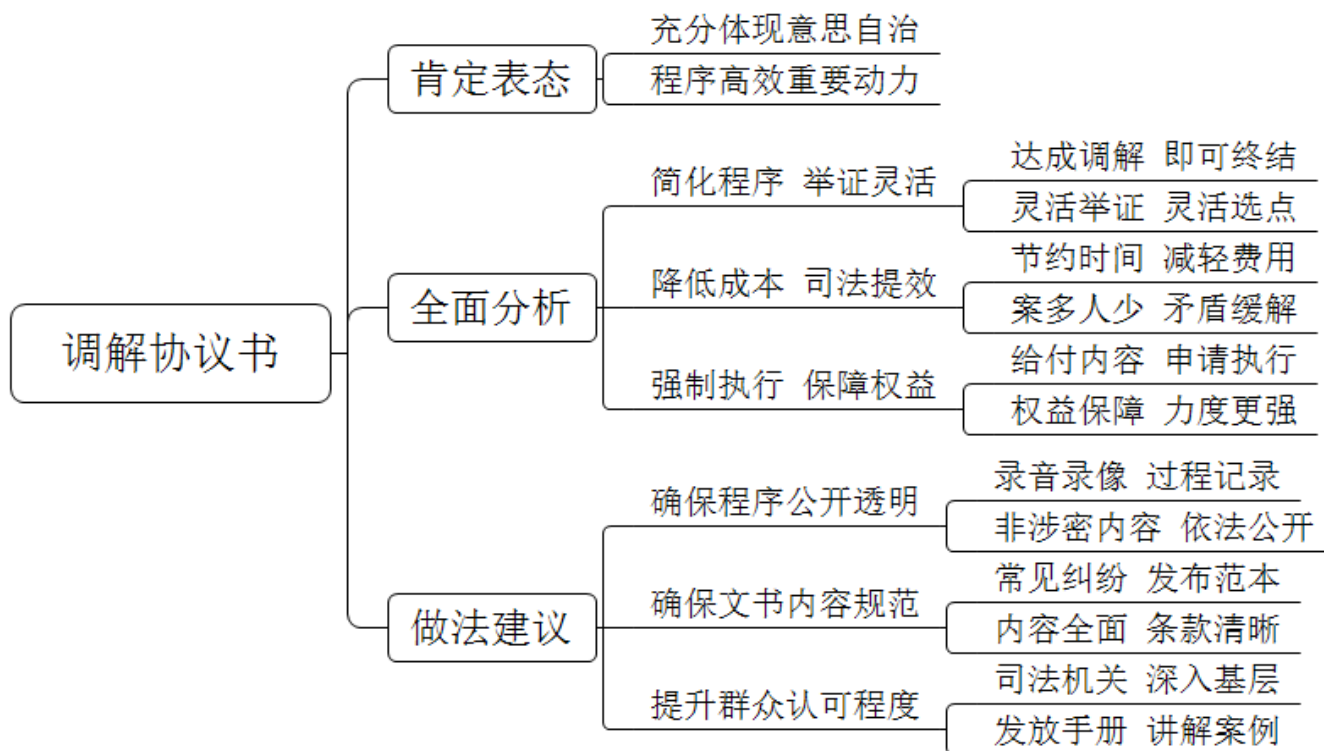 调解协议书
肯定表态
充分体现意思自治
程序高效重要动力
全面分析
简化程序 举证灵活
达成调解 即可终结
灵活举证 灵活选点
降低成本 司法提效
节约时间 减轻费用
案多人少 矛盾缓解
强制执行 保障权益
给付内容 申请执行
权益保障 力度更强
做法建议
确保程序公开透明
录音录像 过程记录
非涉密内容 依法公开
确保文书内容规范
常见纠纷 发布范本
内容全面 条款清晰
提升群众认可程度
司法机关 深入基层
发放手册 讲解案例